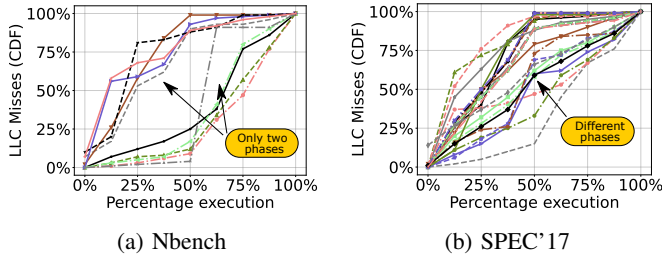 LLC Misses (CDF)
100%
75%
50%
25%
0%
Only two
phases
0% 25% 50% 75% 100%
Percentage execution
(a) Nbench
LLC Misses (CDF)
100%
75%
50%
25%
0%
Different
phases
0% 25% 50% 75% 100%
Percentage execution
(b) SPEC'17